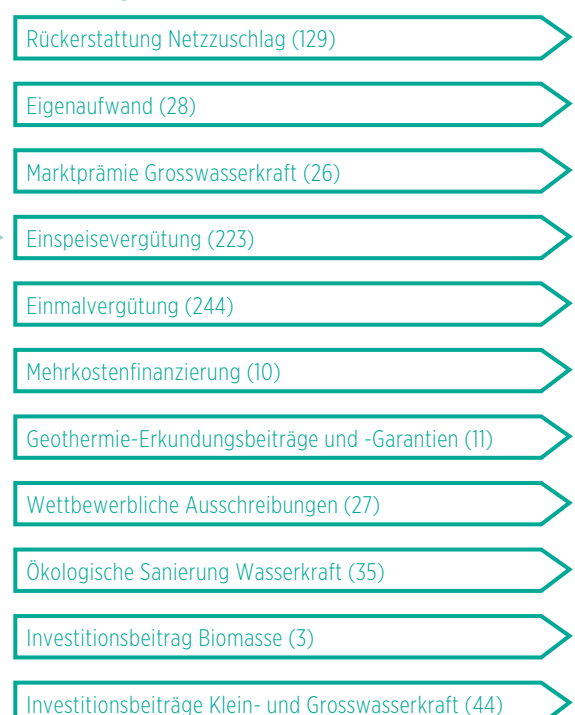 Rückerstattung Netzzuschlag (129)
Eigenaufwand (28)
Marktprämie Grosswasserkraft (26)
Einspeisevergütung (223)
Einmalvergütung (244)
Mehrkostenfinanzierung (10)
Geothermie-Erkundungsbeiträge und -Garantien (11)
Wettbewerbliche Ausschreibungen (27)
Ökologische Sanierung Wasserkraft (35)
Investitionsbeitrag Biomasse (3)
Investitionsbeiträge Klein- und Grosswasserkraft (44)